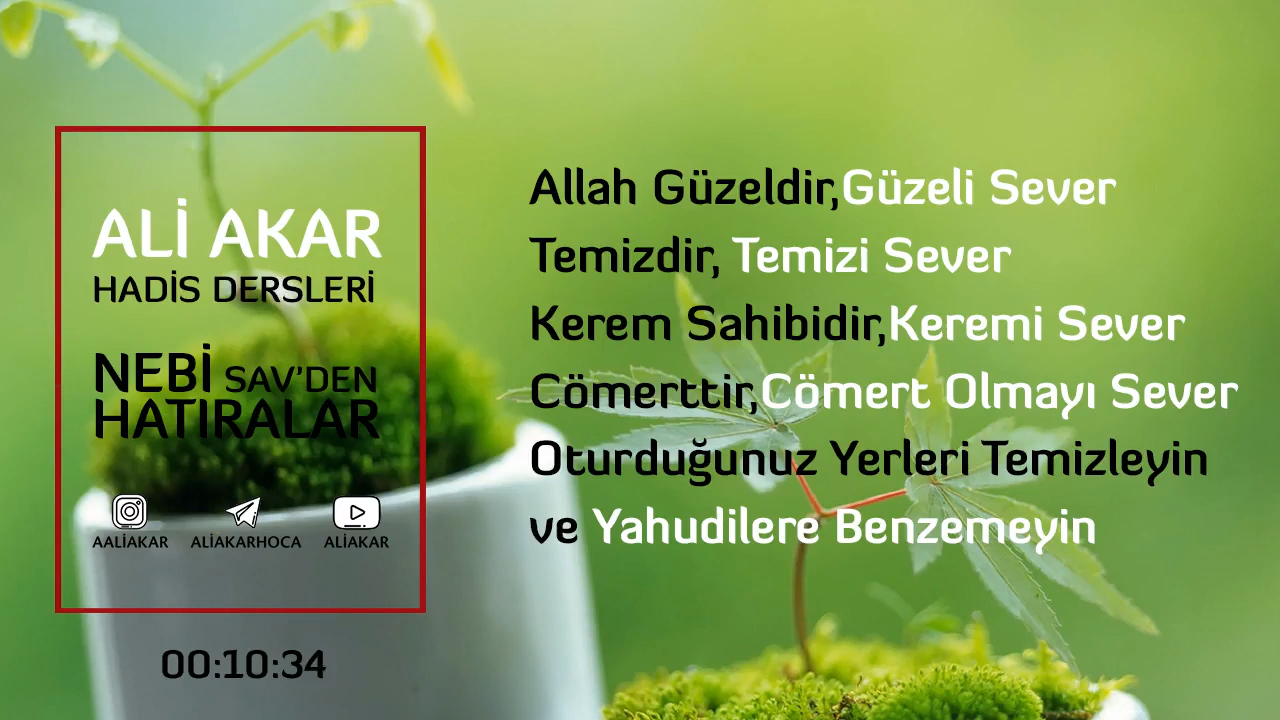 ALİ AKAR
HADİS DERSLERİ
NEBİ SAV'DEN
HATIRALAR
AALİAKAR ALİAKARHOCA ALİAKAR
00:10:34
Allah Güzeldir,Güzeli Sever
Temizdir, Temizi Sever
Kerem Sahibidir,Keremi Sever
Cömerttir,Cömert Olmayı Sever
Oturduğunuz Yerleri Temizleyin
ve Yahudilere Benzemeyin